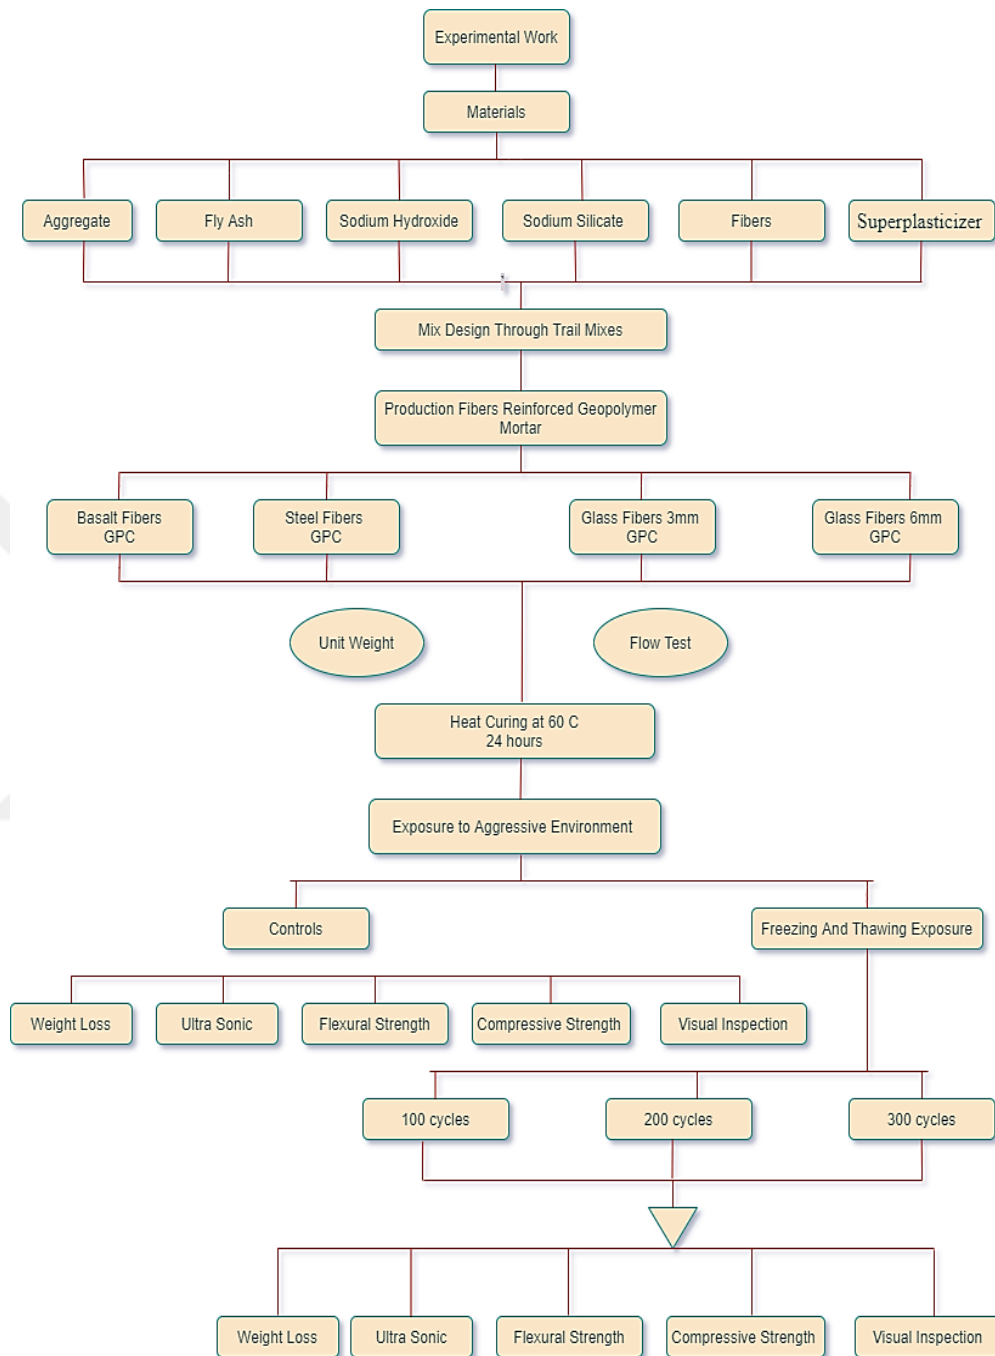 Experimental Work
Materials
Aggregate
Fly Ash
Sodium Hydroxide
Sodium Silicate
Fibers
Superplasticizer
Mix Design Through Trail Mixes
Production Fibers Reinforced Geopolymer
Mortar
Basalt Fibers
GPC
Steel Fibers
GPC
Glass Fibers 3mm
GPC
Glass Fibers 6mm
GPC
Unit Weight
Flow Test
Heat Curing at 60 C
24 hours
Exposure to Aggressive Environment
Controls
Freezing And Thawing Exposure
Weight Loss
Ultra Sonic
Flexural Strength
Compressive Strength
Visual Inspection
100 cycles
200 cycles
300 cycles
Weight Loss
Ultra Sonic
Flexural Strength
Compressive Strength
Visual Inspection